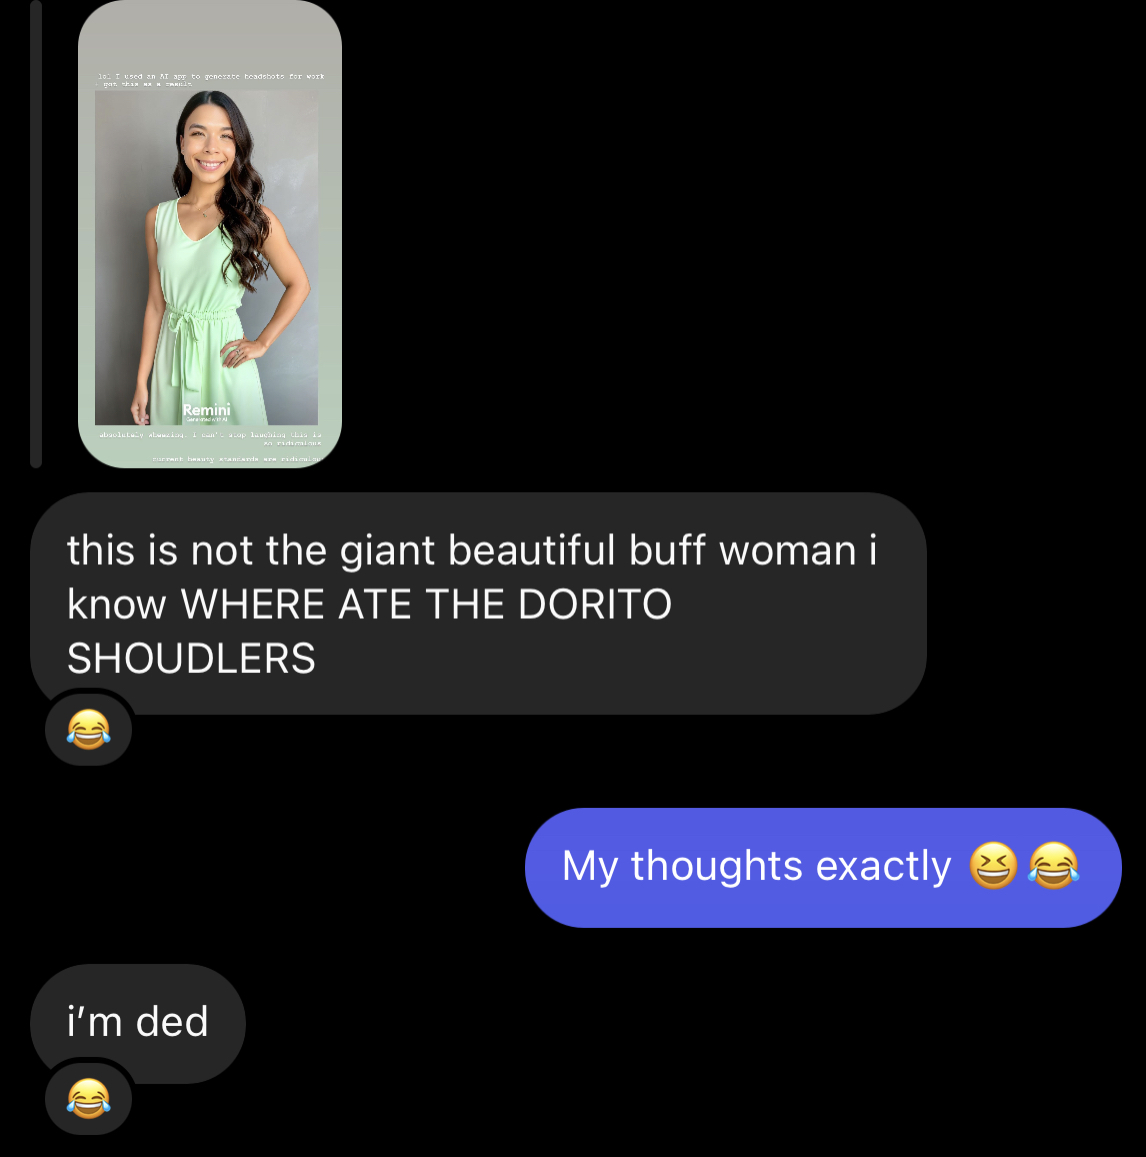 lol I used an AI app to generate headshots for work
- got this as a result
Remini
Generated with AI
absolutely wheezing. i can't stop laughing this is
so ridiculous
current beauty standards are ridiculou
this is not the giant beautiful buff woman i
know WHERE ATE THE DORITO
SHOUDLERS
😂
My thoughts exactly 😆😂
i’m ded
😂